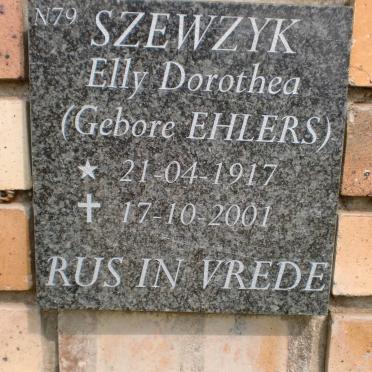 N79 SZEWZYK
Elly Dorothea
(Gebore EHLERS)
★ 21-04-1917
✝ 17-10-2001
RUS IN VREDE